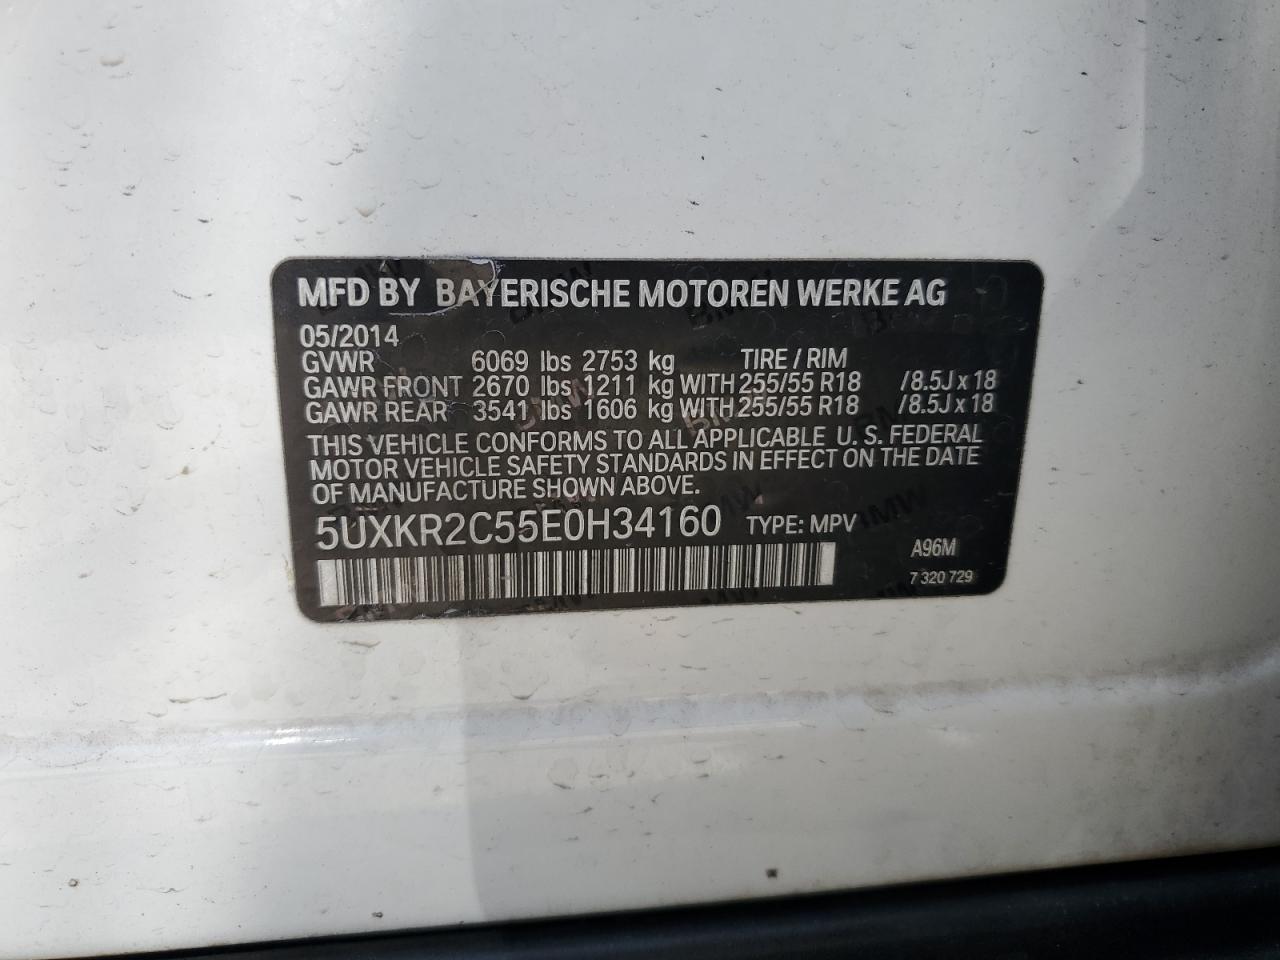 MFD BY BAYERISCHE MOTOREN WERKE AG
05/2014
GVWR 6069 lbs 2753 kg TIRE / RIM
GAWR FRONT 2670 lbs 1211 kg WITH 255/55 R18 /8.5J x 18
GAWR REAR 3541 lbs 1606 kg WITH 255/55 R18 /8.5J x 18
THIS VEHICLE CONFORMS TO ALL APPLICABLE U. S. FEDERAL
MOTOR VEHICLE SAFETY STANDARDS IN EFFECT ON THE DATE
OF MANUFACTURE SHOWN ABOVE.
5UXKR2C55E0H34160 TYPE: MPV
A96M
7 320 729